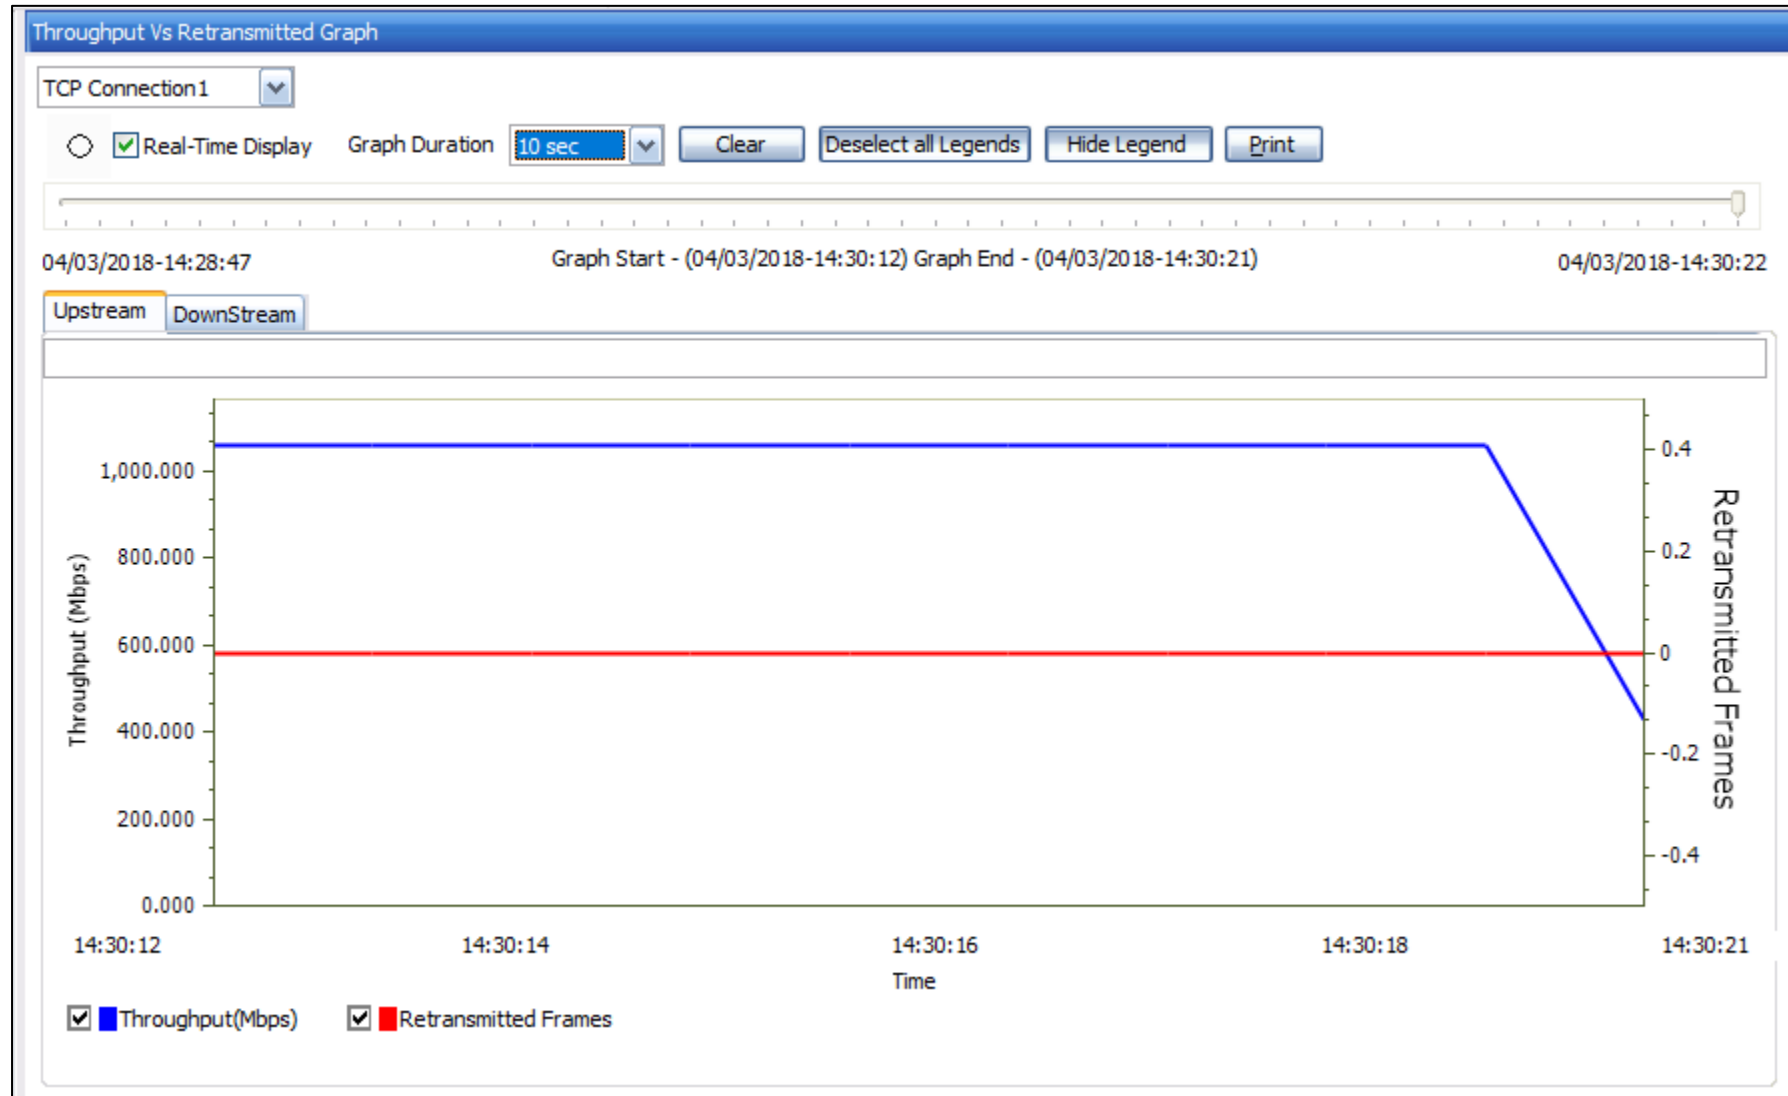 Throughput Vs Retransmitted Graph
TCP Connection1
Real-Time Display Graph Duration 10 sec Clear Deselect all Legends Hide Legend Print
04/03/2018-14:28:47 Graph Start - (04/03/2018-14:30:12) Graph End - (04/03/2018-14:30:21) 04/03/2018-14:30:22
Upstream DownStream
Throughput (Mbps)
1,000.000
800.000
600.000
400.000
200.000
0.000
0.4
0.2
0
-0.2
-0.4
Retransmitted Frames
14:30:12 14:30:14 14:30:16 14:30:18 14:30:21
Time
Throughput(Mbps) Retransmitted Frames